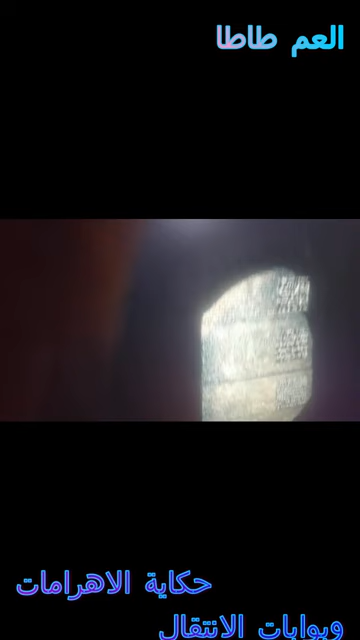 العم طاطا
حكاية الاهرامات
وبوابات الانتقال